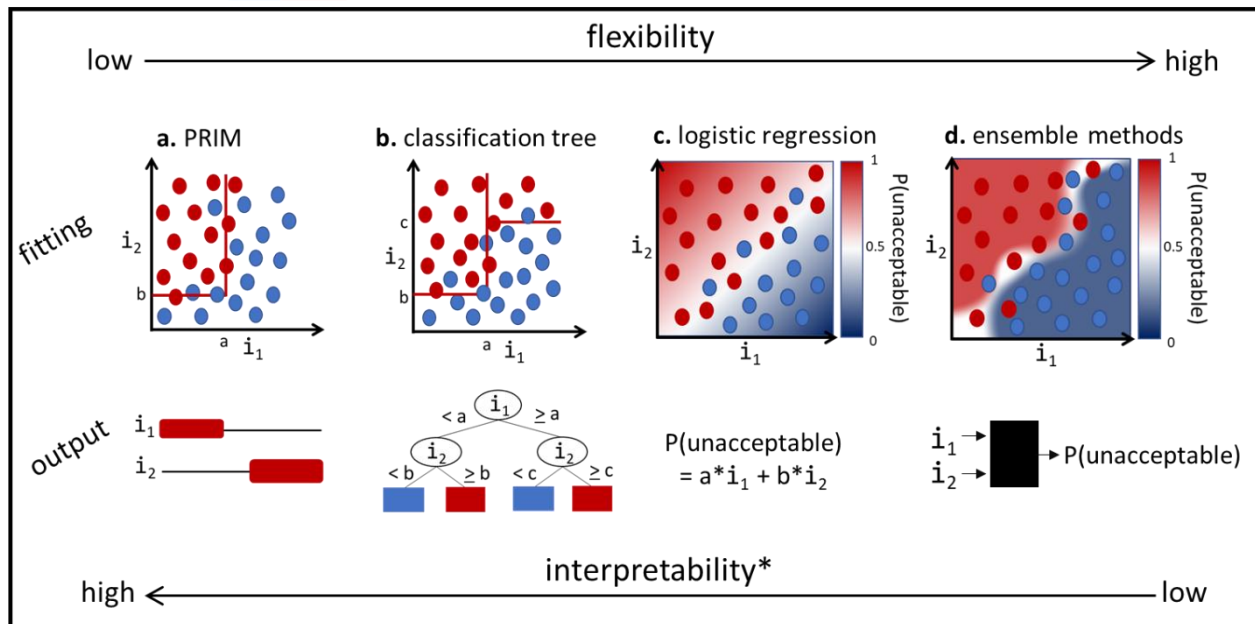 flexibility
low
high
a. PRIM
b. classification tree
c. logistic regression
d. ensemble methods
fitting
i₂
b
a
i₁
c
i₂
b
a
i₁
i₂
i₁
1
0.5
0
P(unacceptable)
i₂
i₁
1
0.5
0
P(unacceptable)
output
i₁
i₂
i₁
< a
≥ a
i₂
i₂
< b
≥ b
< c
≥ c
P(unacceptable)
= a*i₁ + b*i₂
i₁
i₂
P(unacceptable)
interpretability*
high
low